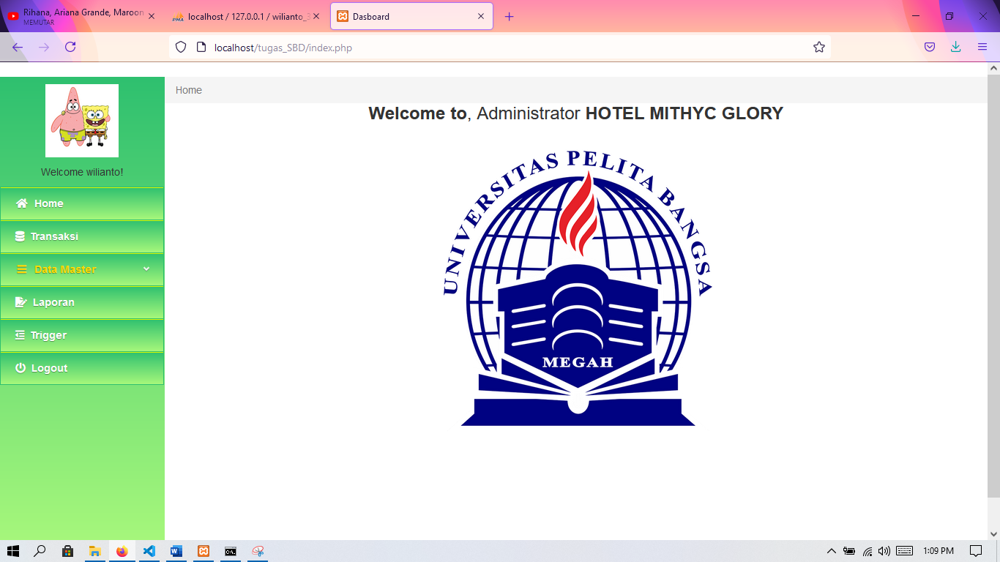 Rihana, Ariana Grande, Maroon
MEMUTAR
PMA
localhost / 127.0.0.1 / wilianto_3
Dasboard
localhost/tugas_SBD/index.php
Home
Welcome to, Administrator HOTEL MITHYC GLORY
Welcome wilianto!
Home
Transaksi
Data Master
Laporan
Trigger
Logout
UNIVERSITAS PELITA BANGSA
MEGAH
1:09 PM